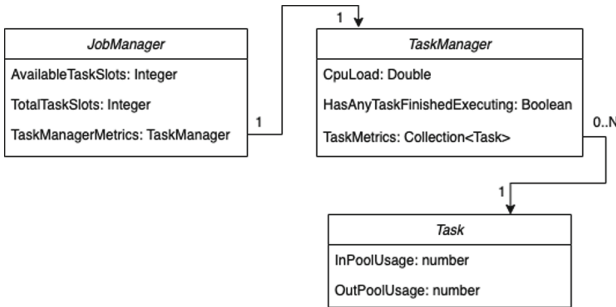 1
JobManager
AvailableTaskSlots: Integer
TotalTaskSlots: Integer
TaskManagerMetrics: TaskManager
1
TaskManager
CpuLoad: Double
HasAnyTaskFinishedExecuting: Boolean
TaskMetrics: Collection<Task>
0..N
1
Task
InPoolUsage: number
OutPoolUsage: number